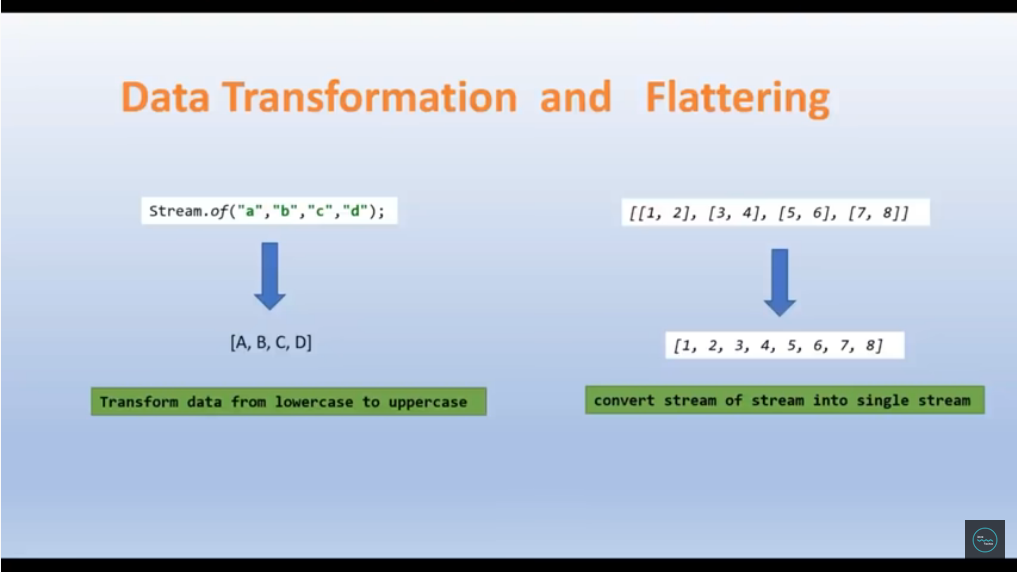 Data Transformation and Flattering
Stream.of("a","b","c","d");
[[1, 2], [3, 4], [5, 6], [7, 8]]
[A, B, C, D]
[1, 2, 3, 4, 5, 6, 7, 8]
Transform data from lowercase to uppercase
convert stream of stream into single stream